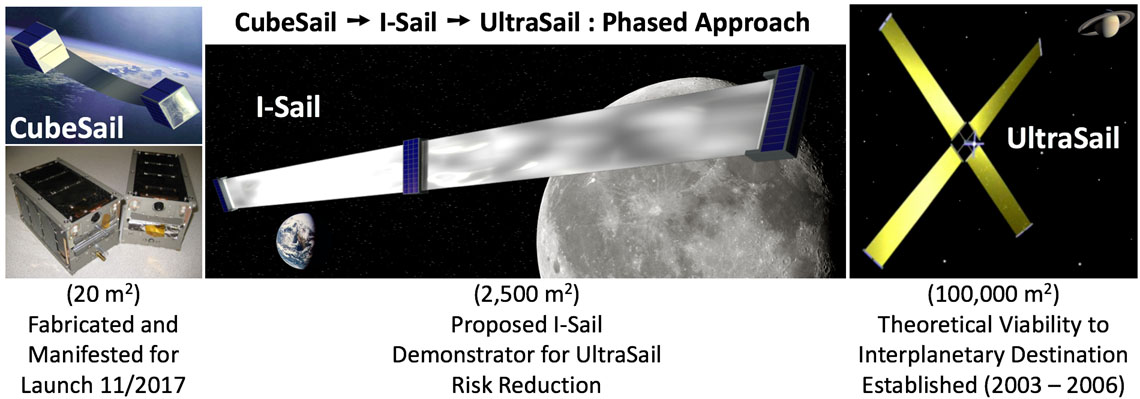 CubeSail → I-Sail → UltraSail : Phased Approach
CubeSail
I-Sail
UltraSail
(20 m²)
Fabricated and
Manifested for
Launch 11/2017
(2,500 m²)
Proposed I-Sail
Demonstrator for UltraSail
Risk Reduction
(100,000 m²)
Theoretical Viability to
Interplanetary Destination
Established (2003 – 2006)